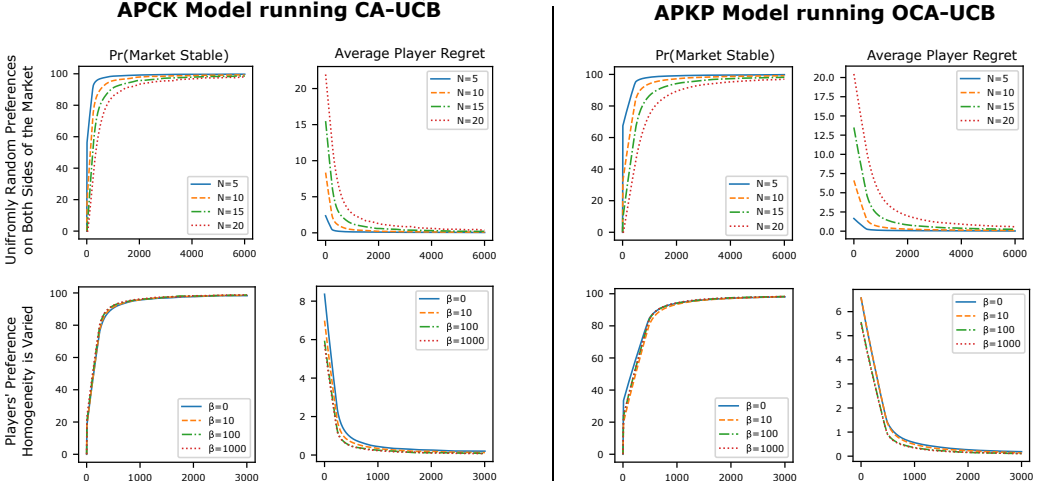 APCK Model running CA-UCB
APKP Model running OCA-UCB
Unifromly Random Preferences
on Both Sides of the Market
Pr(Market Stable)
100
80
60
40
20
0
0 2000 4000 6000
N=5
N=10
N=15
N=20
Average Player Regret
20
15
10
5
0
0 2000 4000 6000
N=5
N=10
N=15
N=20
Pr(Market Stable)
100
80
60
40
20
0
0 2000 4000 6000
N=5
N=10
N=15
N=20
Average Player Regret
20.0
17.5
15.0
12.5
10.0
7.5
5.0
2.5
0.0
0 2000 4000 6000
N=5
N=10
N=15
N=20
Players' Preference
Homogeneity is Varied
100
80
60
40
20
0
0 1000 2000 3000
β=0
β=10
β=100
β=1000
8
6
4
2
0
0 1000 2000 3000
β=0
β=10
β=100
β=1000
100
80
60
40
20
0
0 1000 2000 3000
β=0
β=10
β=100
β=1000
6
5
4
3
2
1
0
0 1000 2000 3000
β=0
β=10
β=100
β=1000